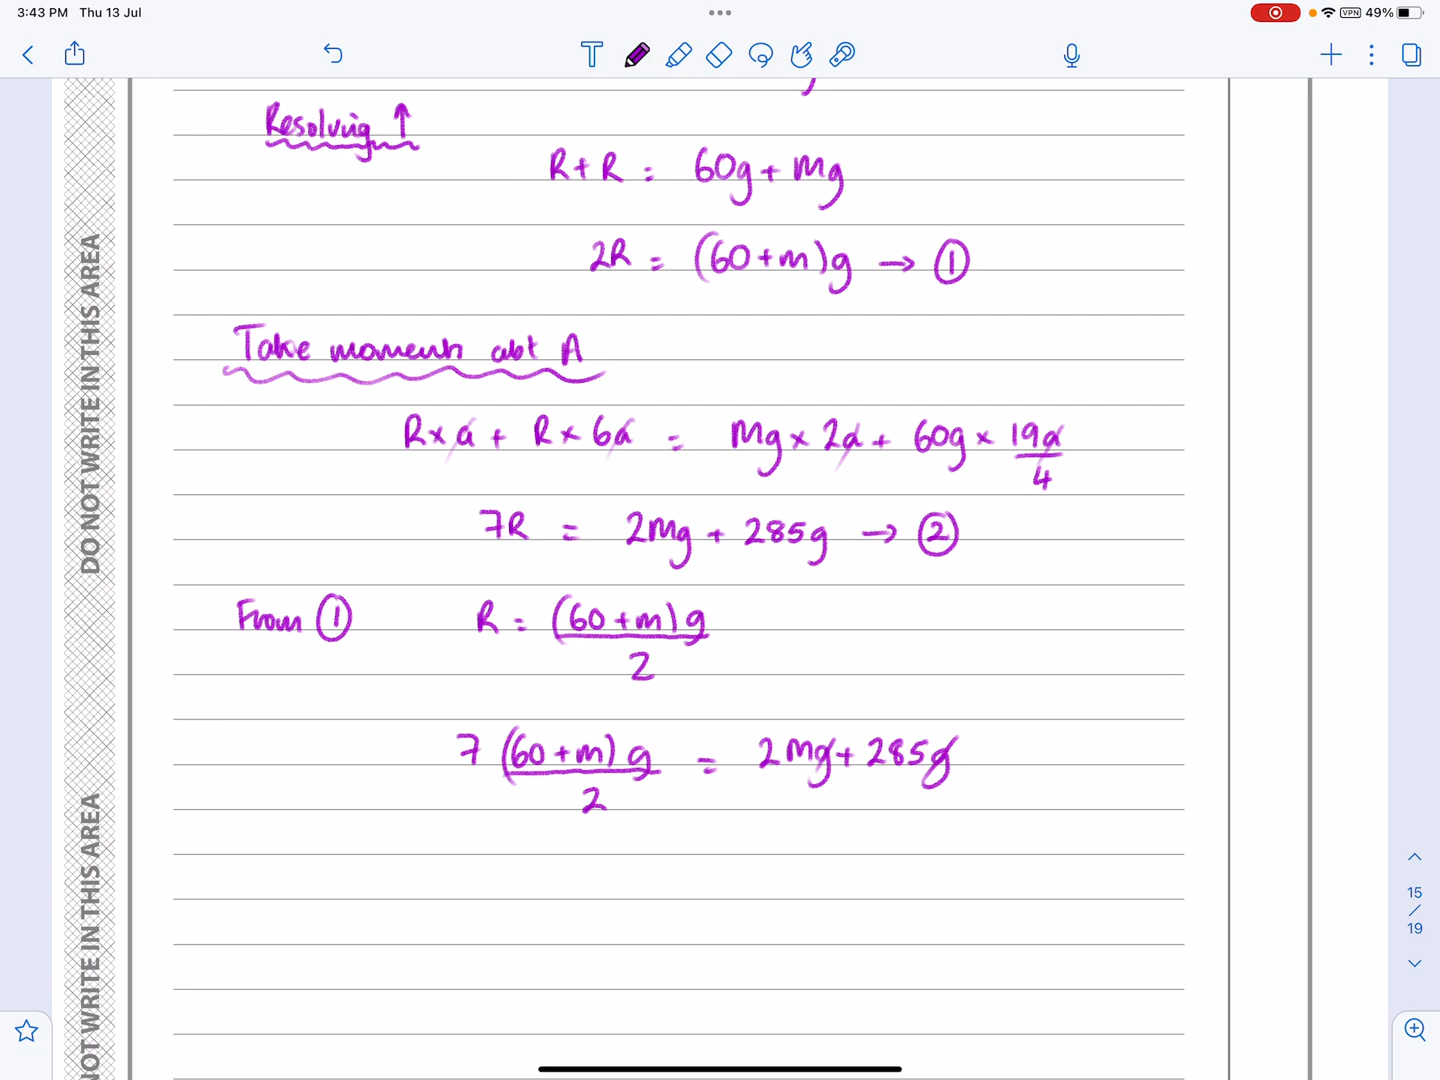 3:43 PM Thu 13 Jul
VPN 49%
T
Resolving ↑
R+R = 60g + Mg
2R = (60+m)g → ①
Take moments abt A
R×a + R×6a = Mg×2a + 60g×19a/4
7R = 2Mg + 285g → ②
From ① R = (60+m)g/2
7(60+m)g/2 = 2Mg + 285g
DO NOT WRITE IN THIS AREA
NOT WRITE IN THIS AREA
15
/
19